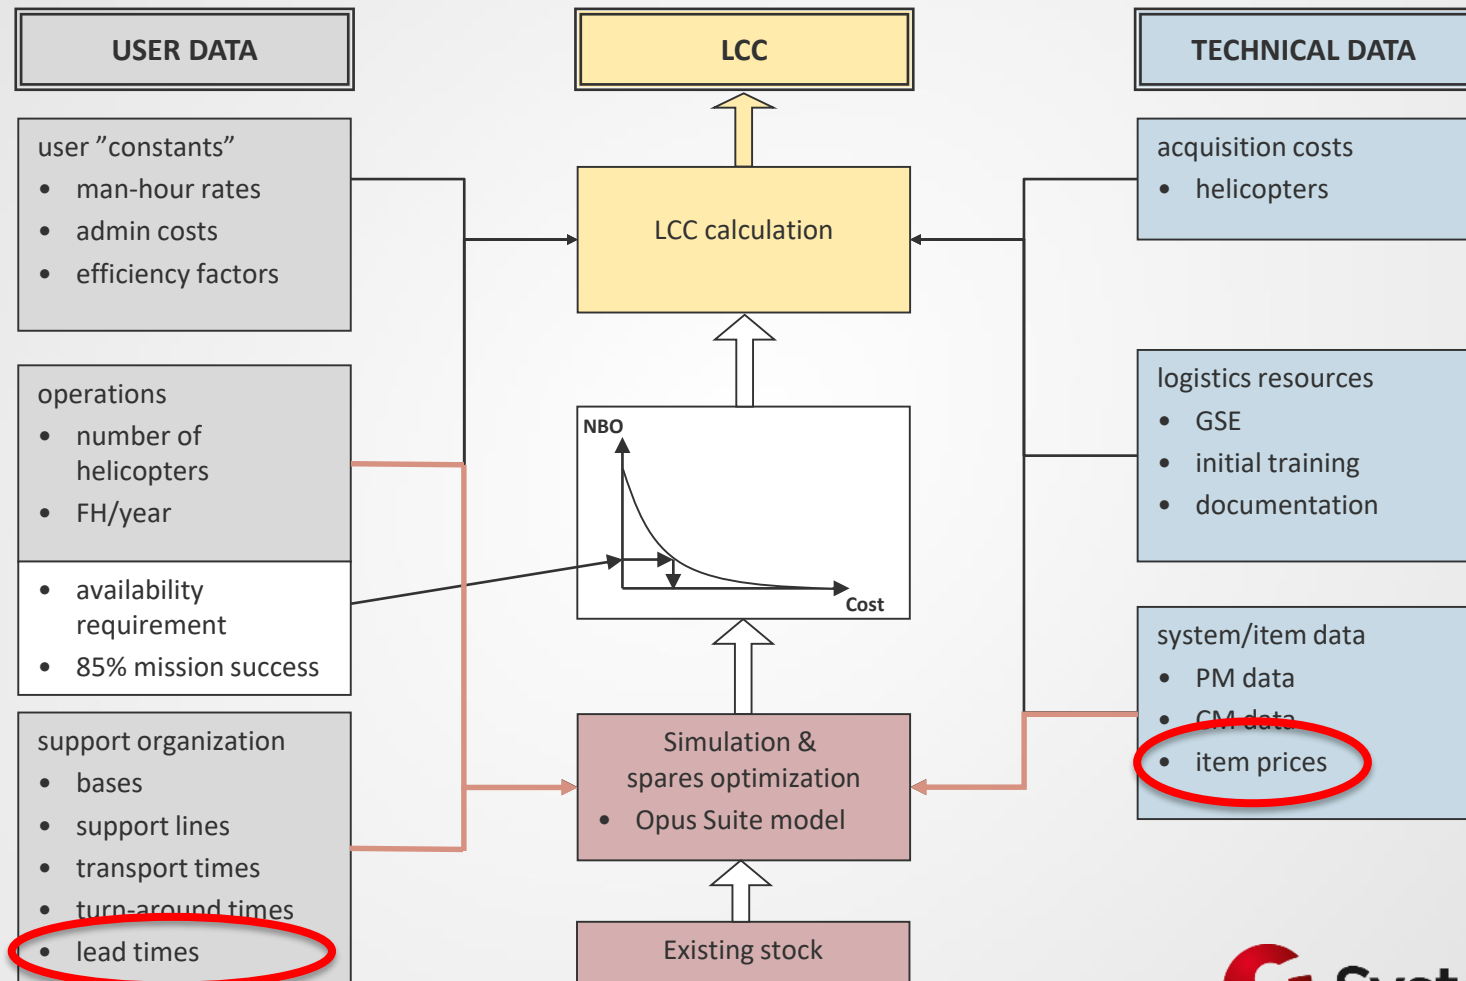 USER DATA
user ”constants”
• man-hour rates
• admin costs
• efficiency factors
operations
• number of
helicopters
• FH/year
• availability
requirement
• 85% mission success
support organization
• bases
• support lines
• transport times
• turn-around times
• lead times
LCC
LCC calculation
NBO
Cost
Simulation &
spares optimization
• Opus Suite model
Existing stock
TECHNICAL DATA
acquisition costs
• helicopters
logistics resources
• GSE
• initial training
• documentation
system/item data
• PM data
• CM data
• item prices